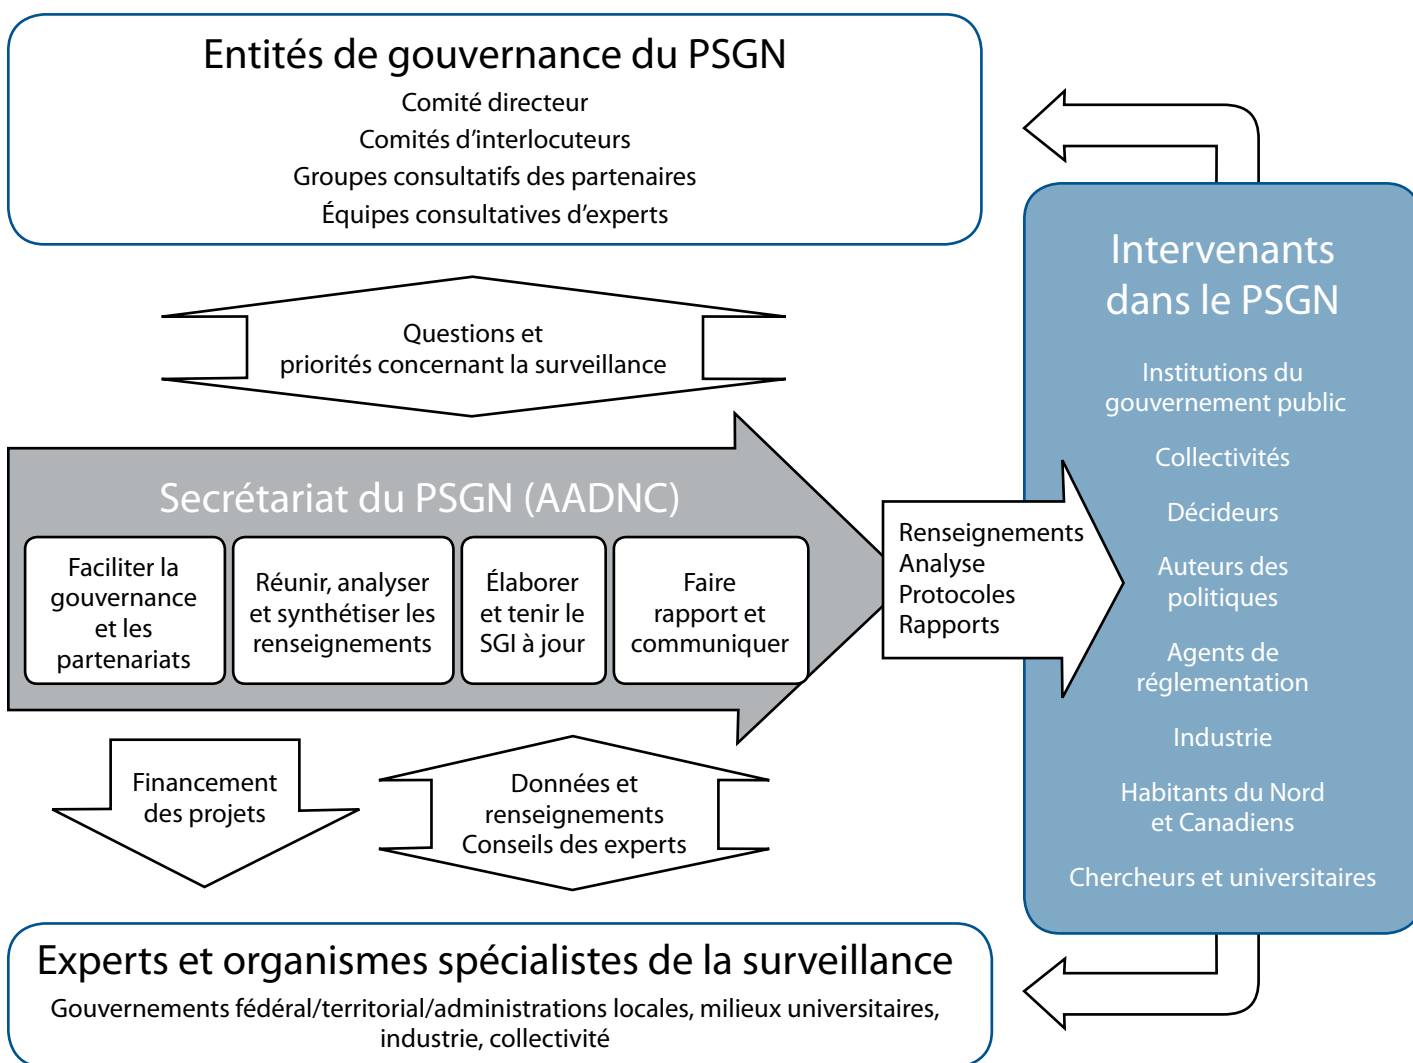 Entités de gouvernance du PSGN
Comité directeur
Comités d’interlocuteurs
Groupes consultatifs des partenaires
Équipes consultatives d’experts
Questions et
priorités concernant la surveillance
Secrétariat du PSGN (AADNC)
Faciliter la
gouvernance
et les
partenariats
Réunir, analyser
et synthétiser les
renseignements
Élaborer
et tenir le
SGI à jour
Faire
rapport et
communiquer
Renseignements
Analyse
Protocoles
Rapports
Financement
des projets
Données et
renseignements
Conseils des experts
Experts et organismes spécialistes de la surveillance
Gouvernements fédéral/territorial/administrations locales, milieux universitaires,
industrie, collectivité
Intervenants
dans le PSGN
Institutions du
gouvernement public
Collectivités
Décideurs
Auteurs des
politiques
Agents de
réglementation
Industrie
Habitants du Nord
et Canadiens
Chercheurs et universitaires